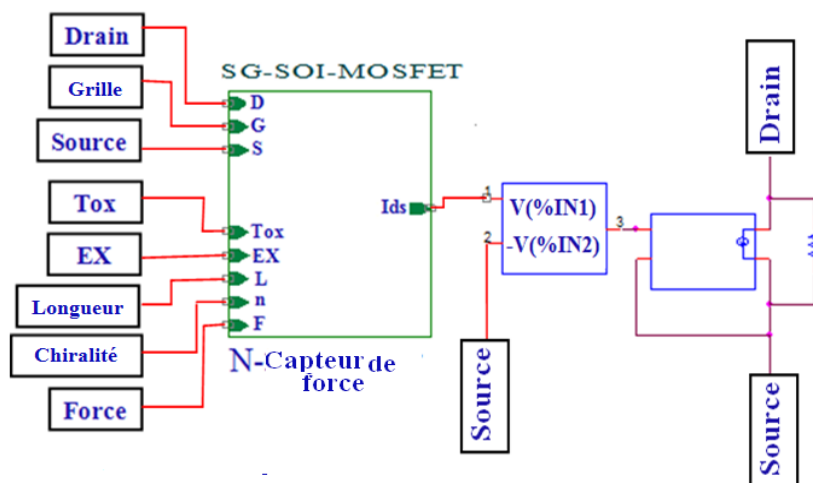 Drain
Grille
Source
Tox
EX
Longueur
Chiralité
Force
SG-SOI-MOSFET
D
G
S
Tox
EX
L
n
F
Ids
N-Capteur de
force
1
2
V(%IN1)
-V(%IN2)
3
Source
Drain
Source